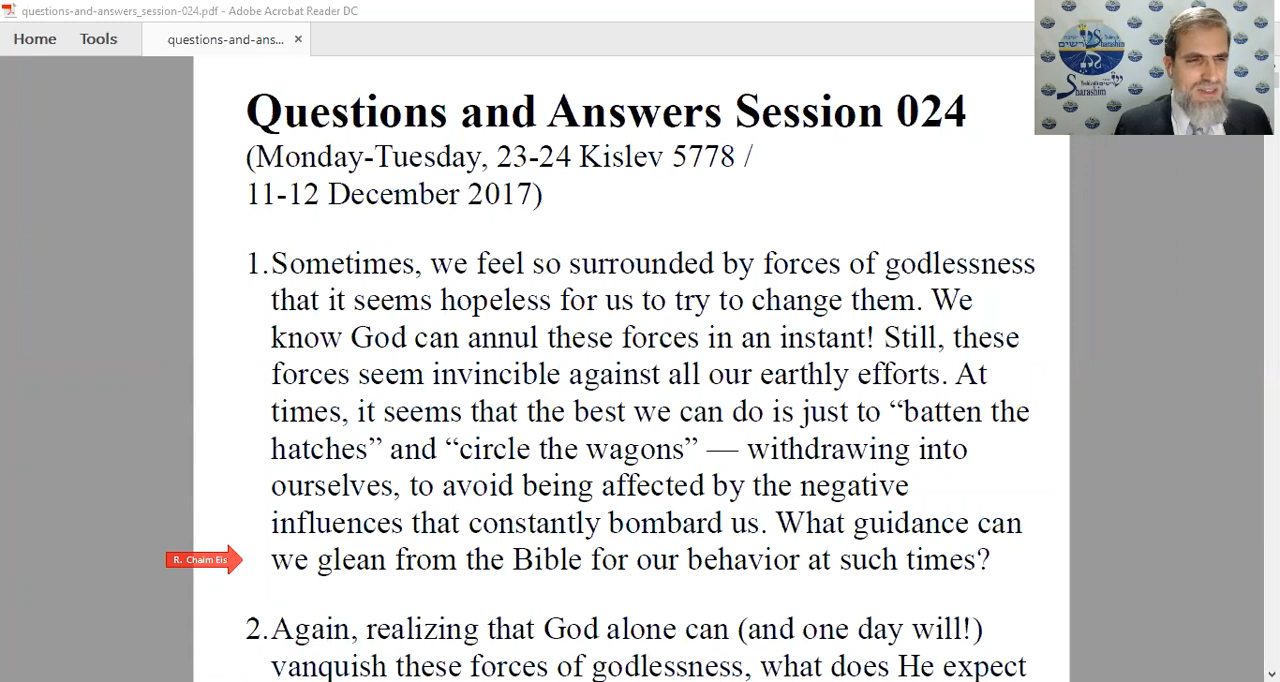 questions-and-answers_session-024.pdf - Adobe Acrobat Reader DC
Home Tools questions-and-ans... ×
שרשים
Sharashim
Questions and Answers Session 024
(Monday-Tuesday, 23-24 Kislev 5778 /
11-12 December 2017)
1. Sometimes, we feel so surrounded by forces of godlessness
that it seems hopeless for us to try to change them. We
know God can annul these forces in an instant! Still, these
forces seem invincible against all our earthly efforts. At
times, it seems that the best we can do is just to “batten the
hatches” and “circle the wagons” — withdrawing into
ourselves, to avoid being affected by the negative
influences that constantly bombard us. What guidance can
R. Chaim Eis
we glean from the Bible for our behavior at such times?
2. Again, realizing that God alone can (and one day will!)
vanquish these forces of godlessness, what does He expect